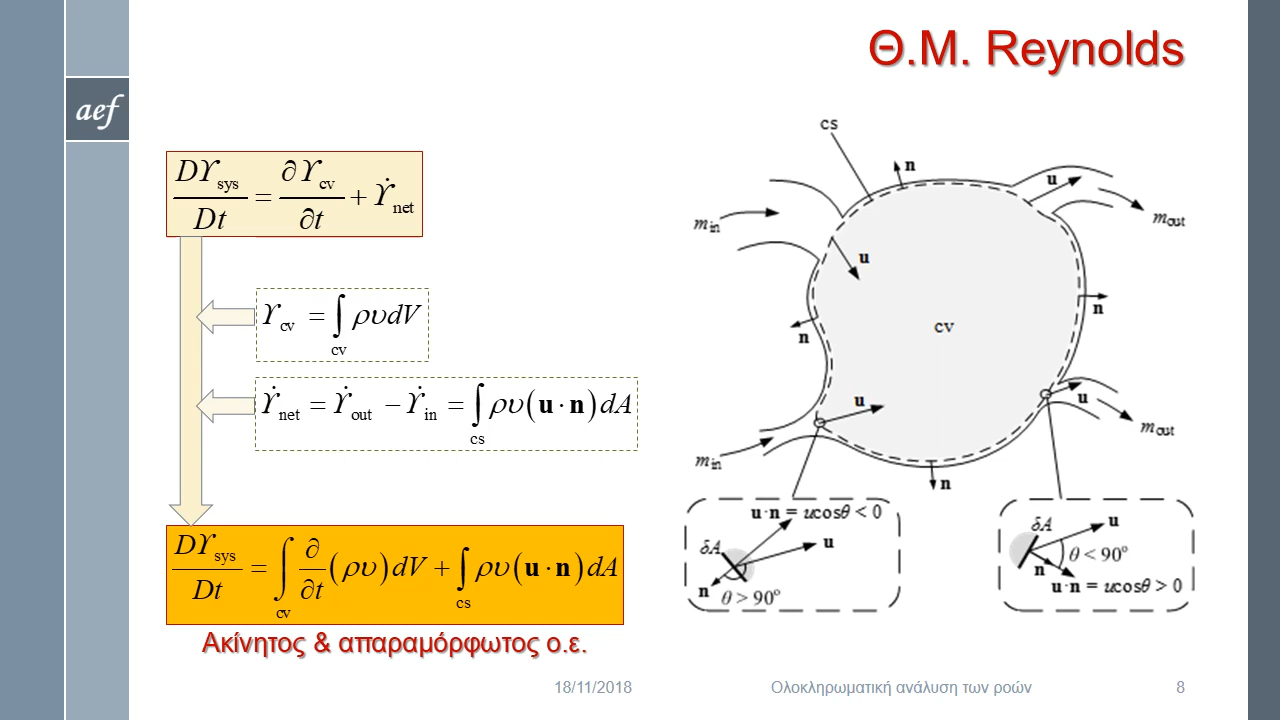 Θ.Μ. Reynolds
aef
Dϒsys/Dt = ∂ϒcv/∂t + ϒ̇net
ϒcv = ∫cv ρυdV
ϒ̇net = ϒ̇out − ϒ̇in = ∫cs ρυ(u·n)dA
DϒsysDt = ∫cv ∂/∂t(ρυ)dV + ∫cs ρυ(u·n)dA
Ακίνητος & απαραμόρφωτος ο.ε.
cs
n
u
min
mout
u
n
n
cv
u
u
mout
min
n
u·n = ucosθ < 0
δA
u
n
θ > 90°
δA
u
θ < 90°
n
u·n = ucosθ > 0
18/11/2018
Ολοκληρωματική ανάλυση των ροών
8